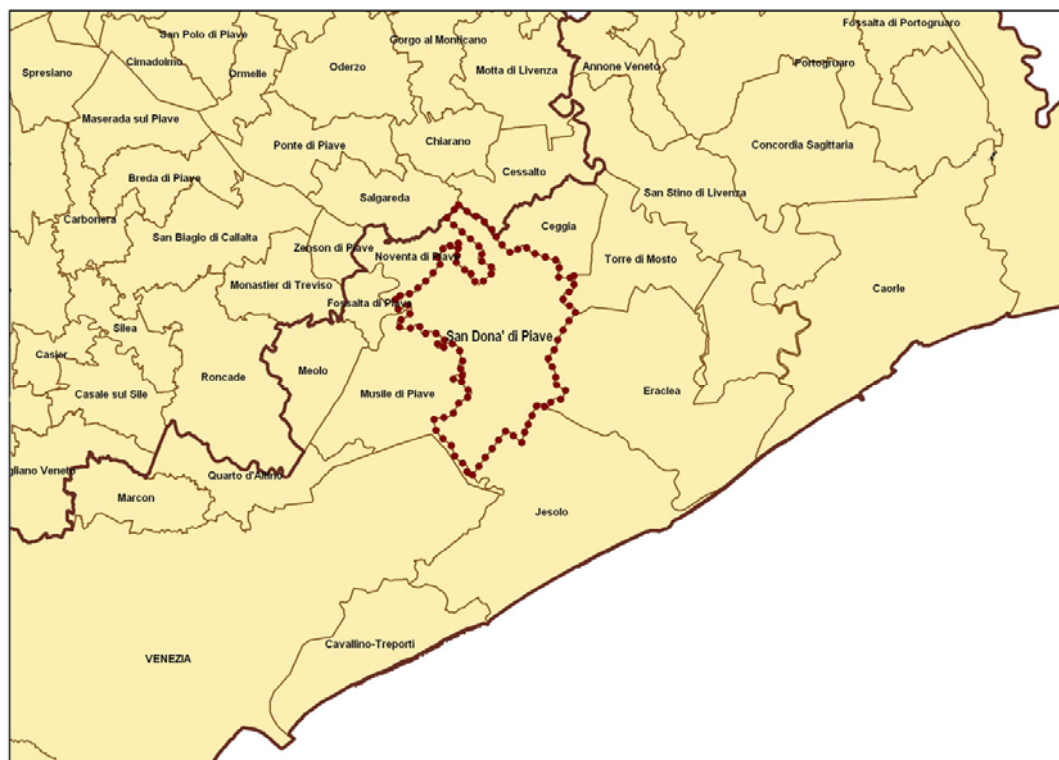 Fossalta di Portogruaro
San Polo di Piave
Gorgo al Monticano
Cimadolmo
Portogruaro
Spresiano
Ormelle
Oderzo
Motta di Livenza
Annone Veneto
Maserada sul Piave
Ponte di Piave
Chiarano
Concordia Sagittaria
Cessalto
Breda di Piave
Salgareda
San Stino di Livenza
Carbonera
Ceggia
San Biagio di Callalta
Zenson di Piave
Noventa di Piave
Torre di Mosto
Monastier di Treviso
Caorle
Fossalta di Piave
Silea
San Dona' di Piave
Casier
Roncade
Meolo
Casale sul Sile
Musile di Piave
Eraclea
gliano Veneto
Quarto d'Altino
Marcon
Jesolo
Cavallino-Treporti
VENEZIA